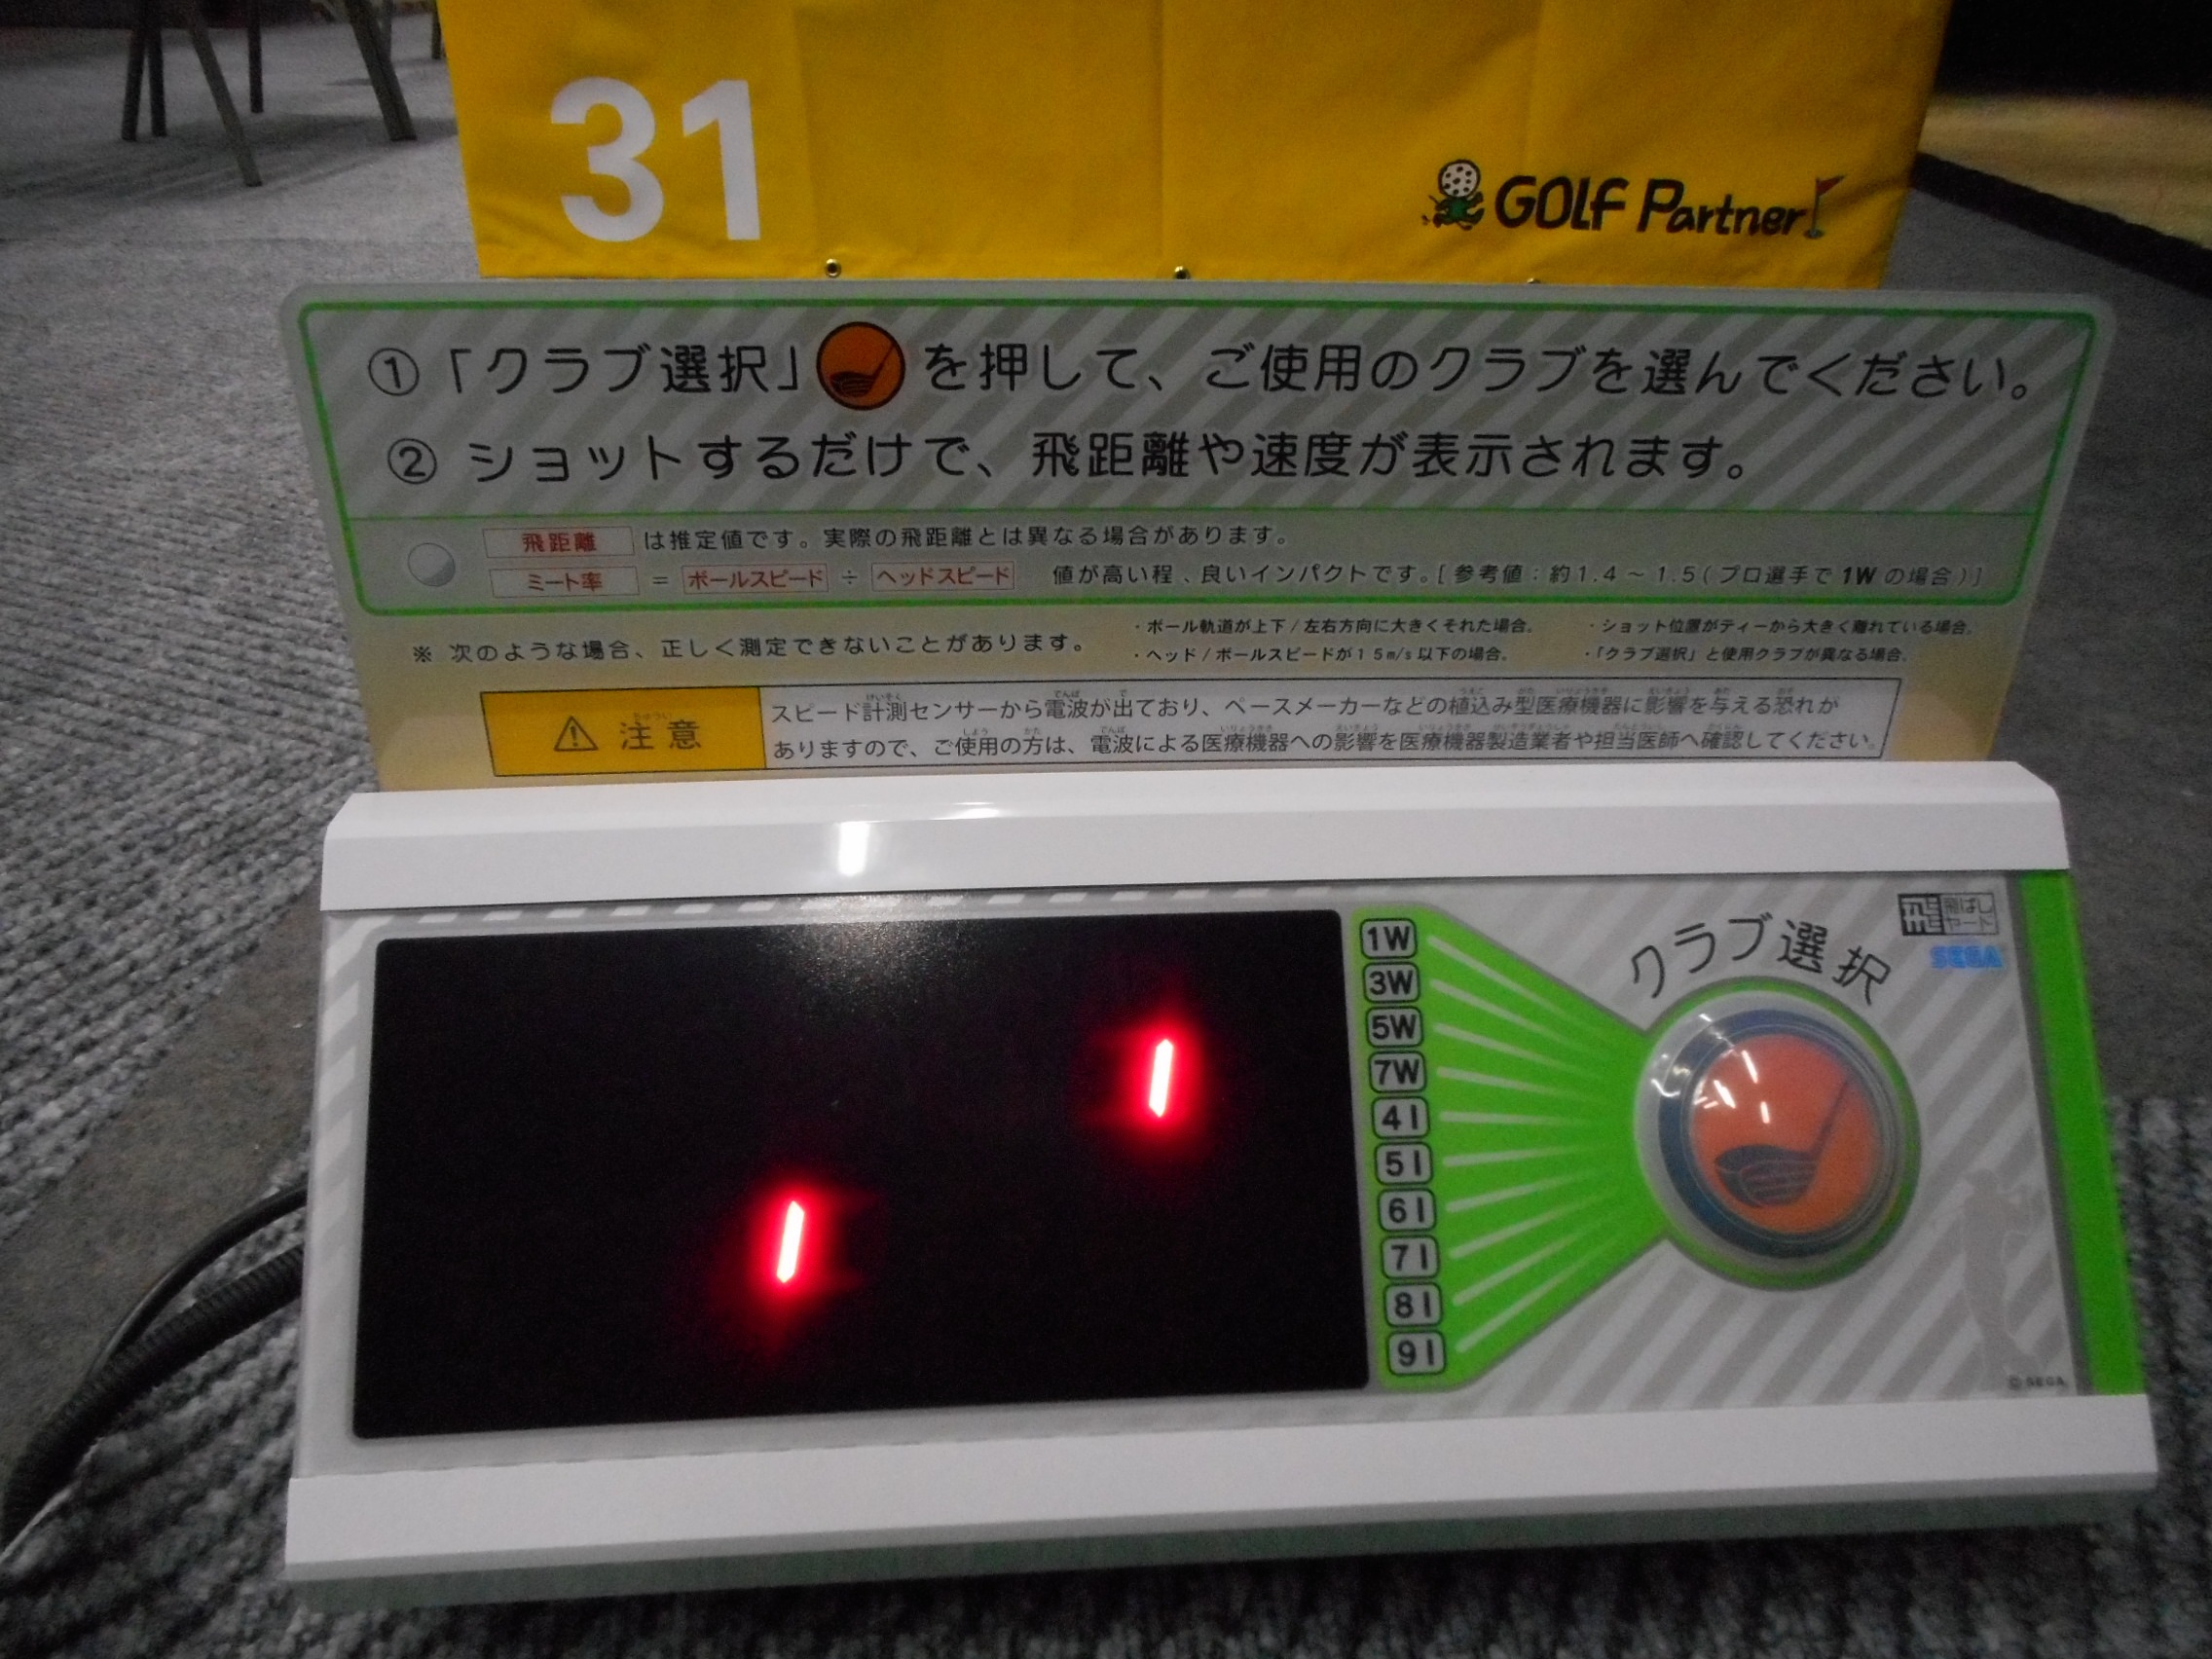 31
GOLF Partner
①「クラブ選択」を押して、ご使用のクラブを選んでください。
② ショットするだけで、飛距離や速度が表示されます。
飛距離 は推定値です。実際の飛距離とは異なる場合があります。
ミート率 = ボールスピード ÷ ヘッドスピード 値が高い程、良いインパクトです。[参考値：約1.4～1.5(プロ選手で1Wの場合)]
※ 次のような場合、正しく測定できないことがあります。
・ボール軌道が上下/左右方向に大きくそれた場合。
・ショット位置がティーから大きく離れている場合。
・ヘッド/ボールスピードが15m/s以下の場合。
・「クラブ選択」と使用クラブが異なる場合。
⚠ 注意
スピード計測センサーから電波が出ており、ペースメーカーなどの植込み型医療機器に影響を与える恐れが
ありますので、ご使用の方は、電波による医療機器への影響を医療機器製造業者や担当医師へ確認してください。
1W
3W
5W
7W
4I
5I
6I
7I
8I
9I
クラブ選択
飛 飛ばし
ヤード
SEGA
© SEGA